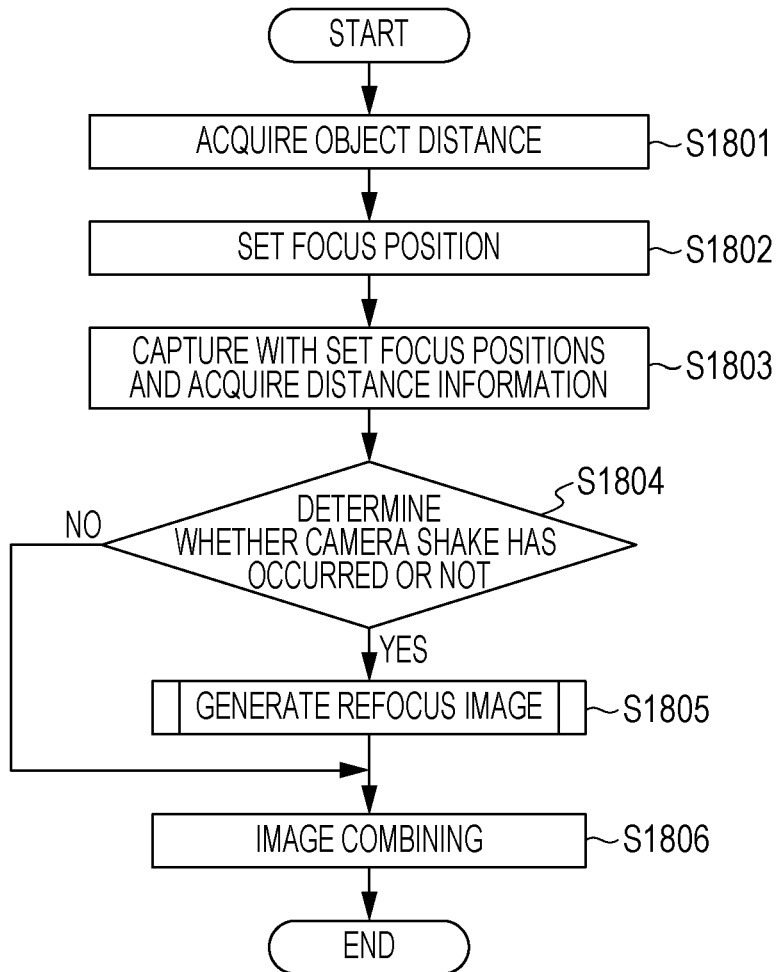 START
ACQUIRE OBJECT DISTANCE
S1801
SET FOCUS POSITION
S1802
CAPTURE WITH SET FOCUS POSITIONS
AND ACQUIRE DISTANCE INFORMATION
S1803
S1804
DETERMINE
WHETHER CAMERA SHAKE HAS
OCCURRED OR NOT
NO
YES
GENERATE REFOCUS IMAGE
S1805
IMAGE COMBINING
S1806
END